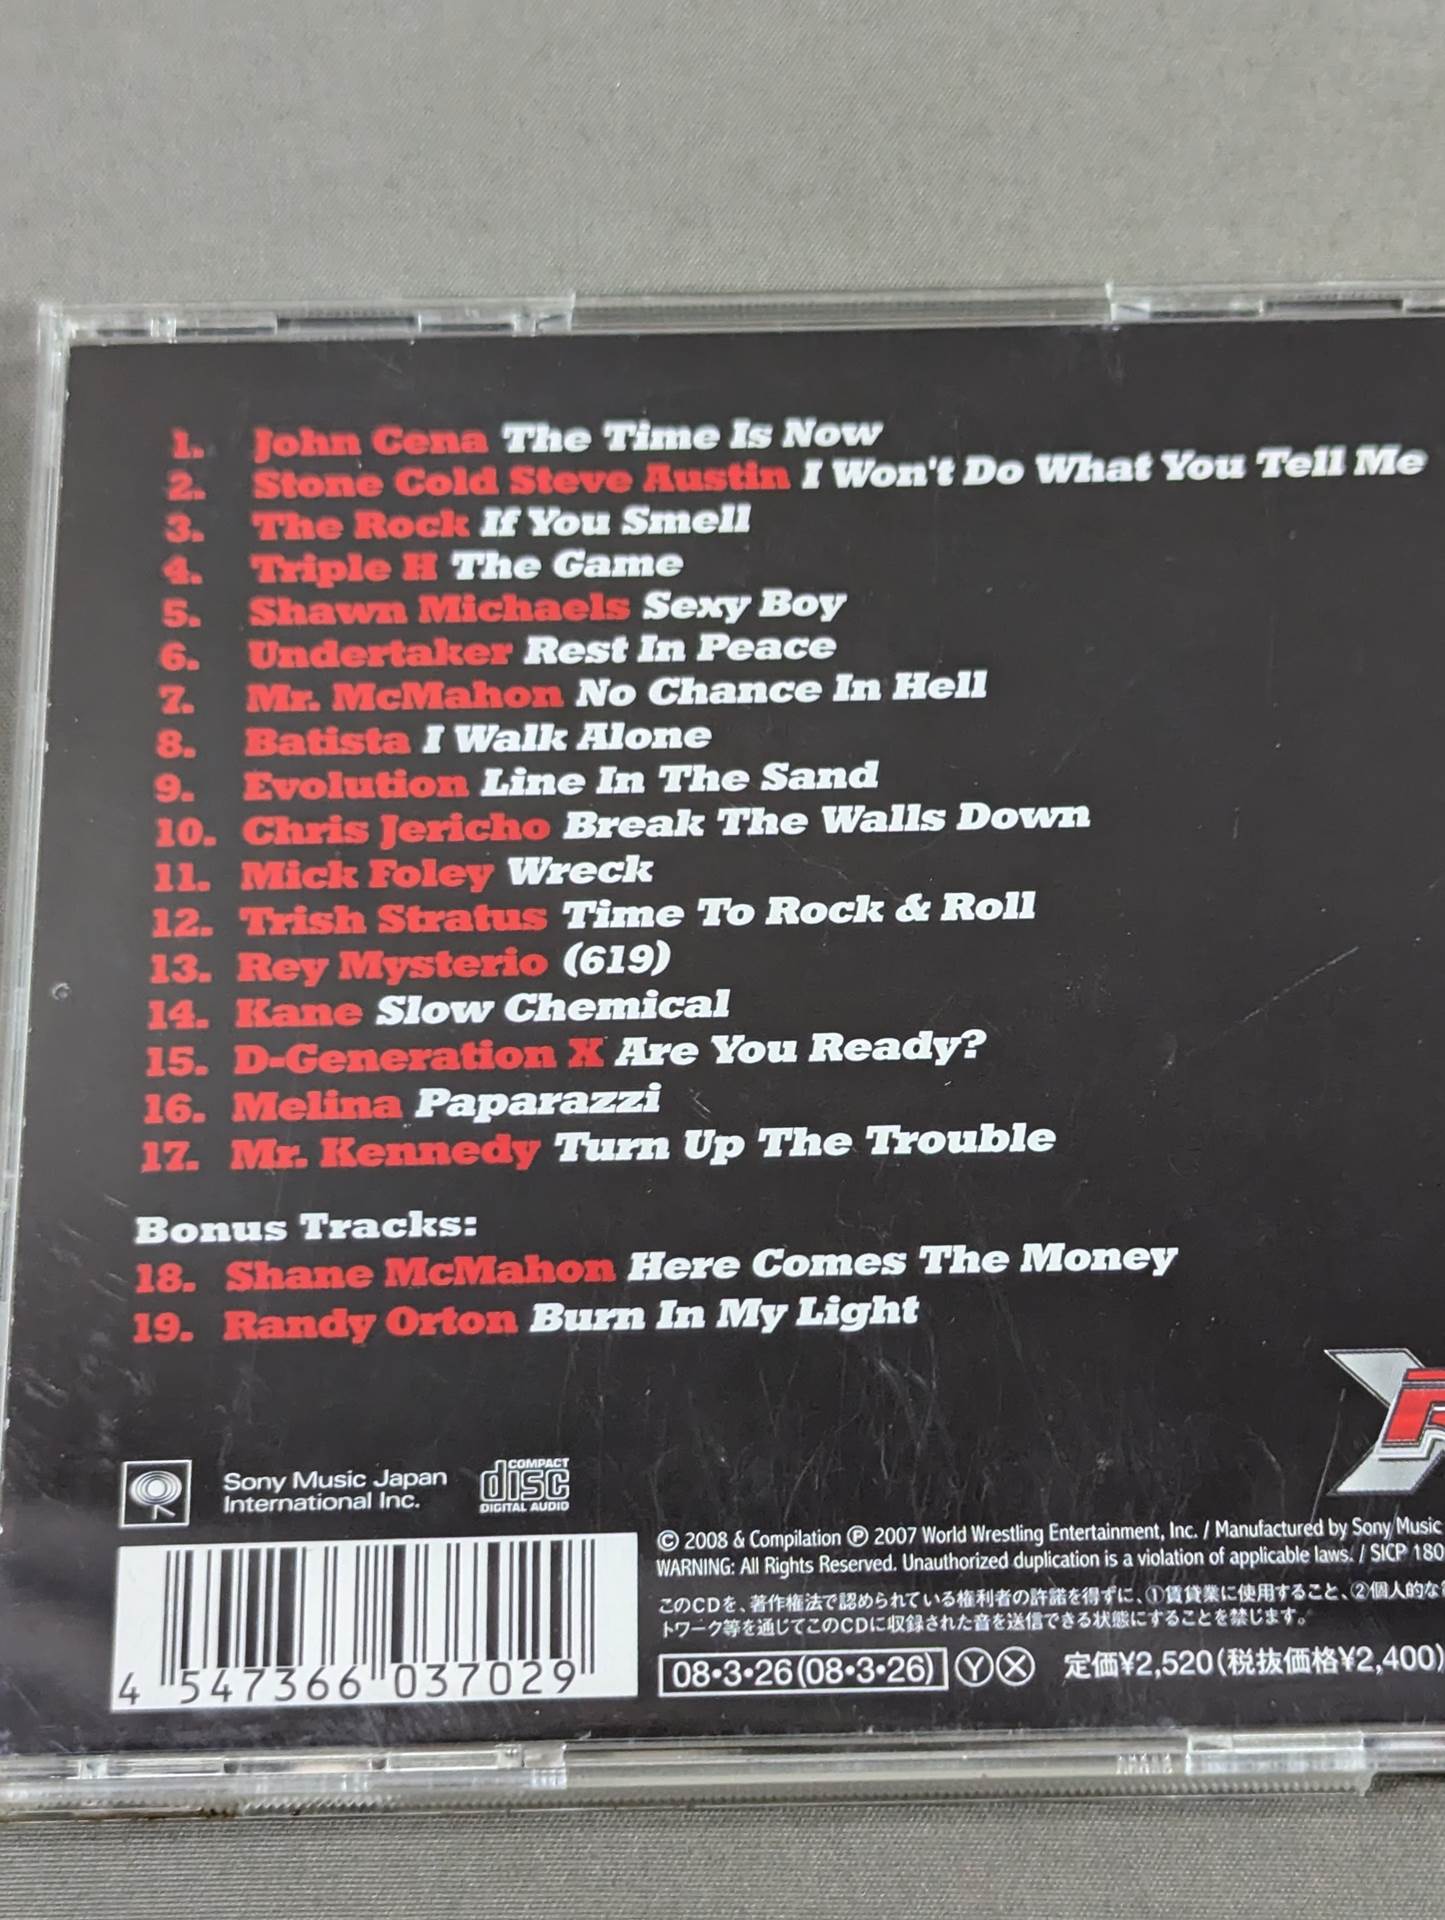 1. John Cena The Time Is Now
2. Stone Cold Steve Austin I Won't Do What You Tell Me
3. The Rock If You Smell
4. Triple H The Game
5. Shawn Michaels Sexy Boy
6. Undertaker Rest In Peace
7. Mr. McMahon No Chance In Hell
8. Batista I Walk Alone
9. Evolution Line In The Sand
10. Chris Jericho Break The Walls Down
11. Mick Foley Wreck
12. Trish Stratus Time To Rock & Roll
13. Rey Mysterio (619)
14. Kane Slow Chemical
15. D-Generation X Are You Ready?
16. Melina Paparazzi
17. Mr. Kennedy Turn Up The Trouble
Bonus Tracks:
18. Shane McMahon Here Comes The Money
19. Randy Orton Burn In My Light
Sony Music Japan
International Inc.
COMPACT
disc
DIGITAL AUDIO
© 2008 & Compilation ℗ 2007 World Wrestling Entertainment, Inc. / Manufactured by Sony Music
WARNING: All Rights Reserved. Unauthorized duplication is a violation of applicable laws. / SICP 180
このCDを、著作権法で認められている権利者の許諾を得ずに、①賃貸業に使用すること、②個人的な
トワーク等を通じてこのCDに収録された音を送信できる状態にすることを禁じます。
08•3•26(08•3•26) Ⓨ Ⓧ 定価¥2,520(税抜価格¥2,400)
4 547366 037029